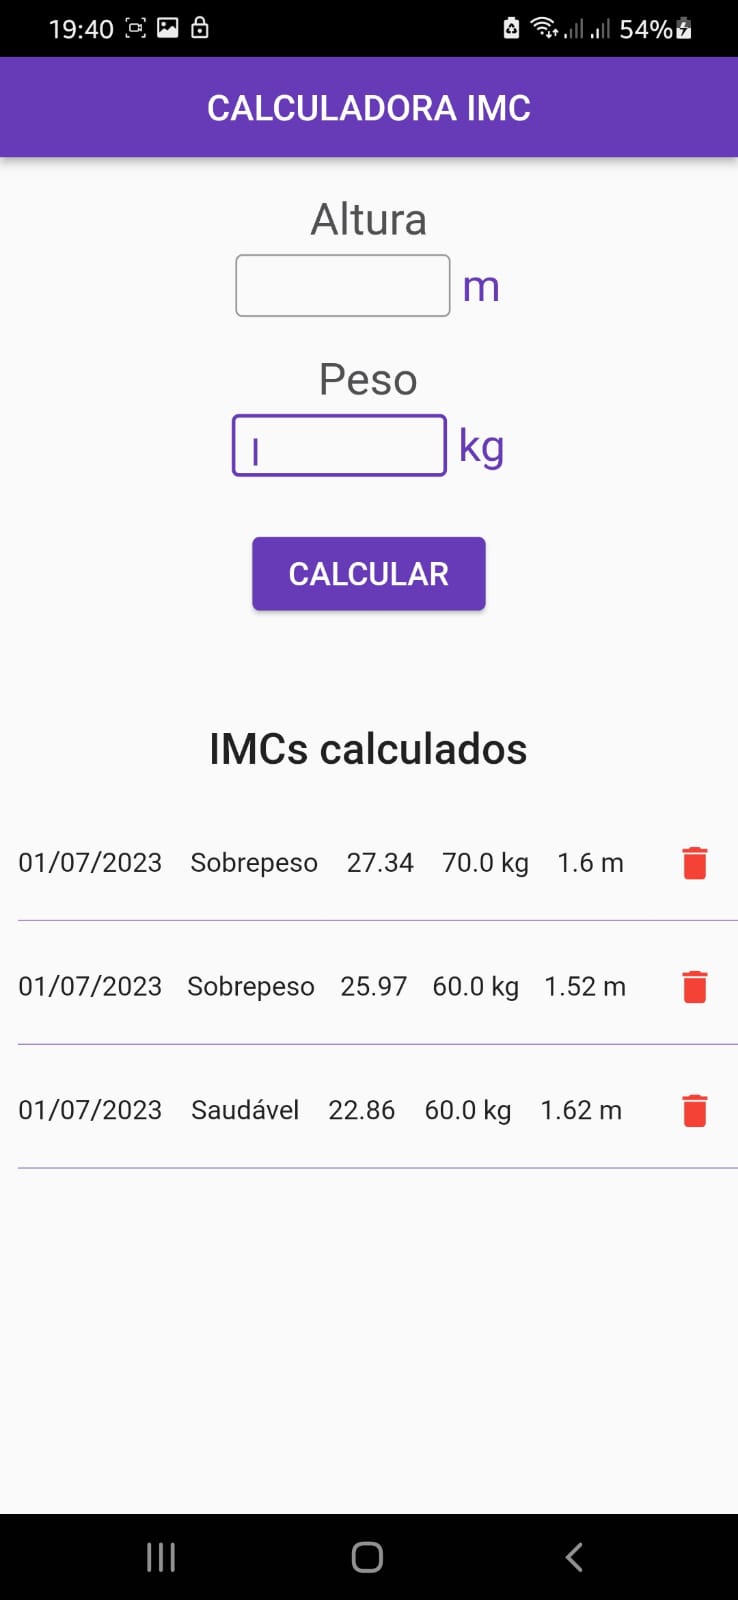 19:40 54%
CALCULADORA IMC
Altura
m
Peso
kg
CALCULAR
IMCs calculados
01/07/2023 Sobrepeso 27.34 70.0 kg 1.6 m
01/07/2023 Sobrepeso 25.97 60.0 kg 1.52 m
01/07/2023 Saudável 22.86 60.0 kg 1.62 m